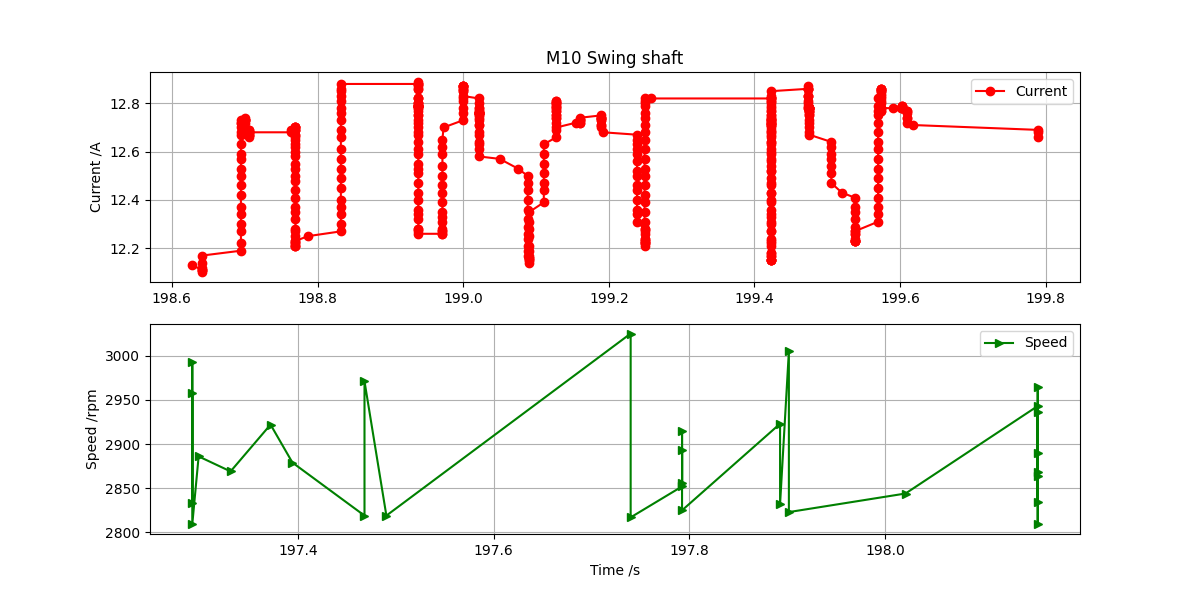 M10 Swing shaft
Current /A
12.8
12.6
12.4
12.2
Current
198.6 198.8 199.0 199.2 199.4 199.6 199.8
Speed /rpm
3000
2950
2900
2850
2800
Speed
197.4 197.6 197.8 198.0
Time /s